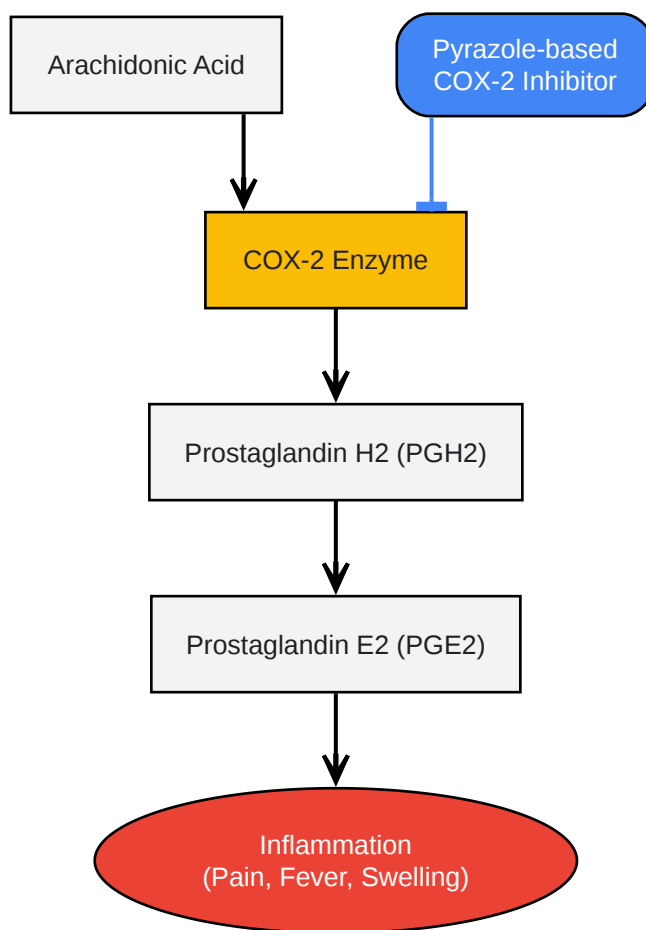 Arachidonic Acid
Pyrazole-based
COX-2 Inhibitor
COX-2 Enzyme
Prostaglandin H2 (PGH2)
Prostaglandin E2 (PGE2)
Inflammation
(Pain, Fever, Swelling)